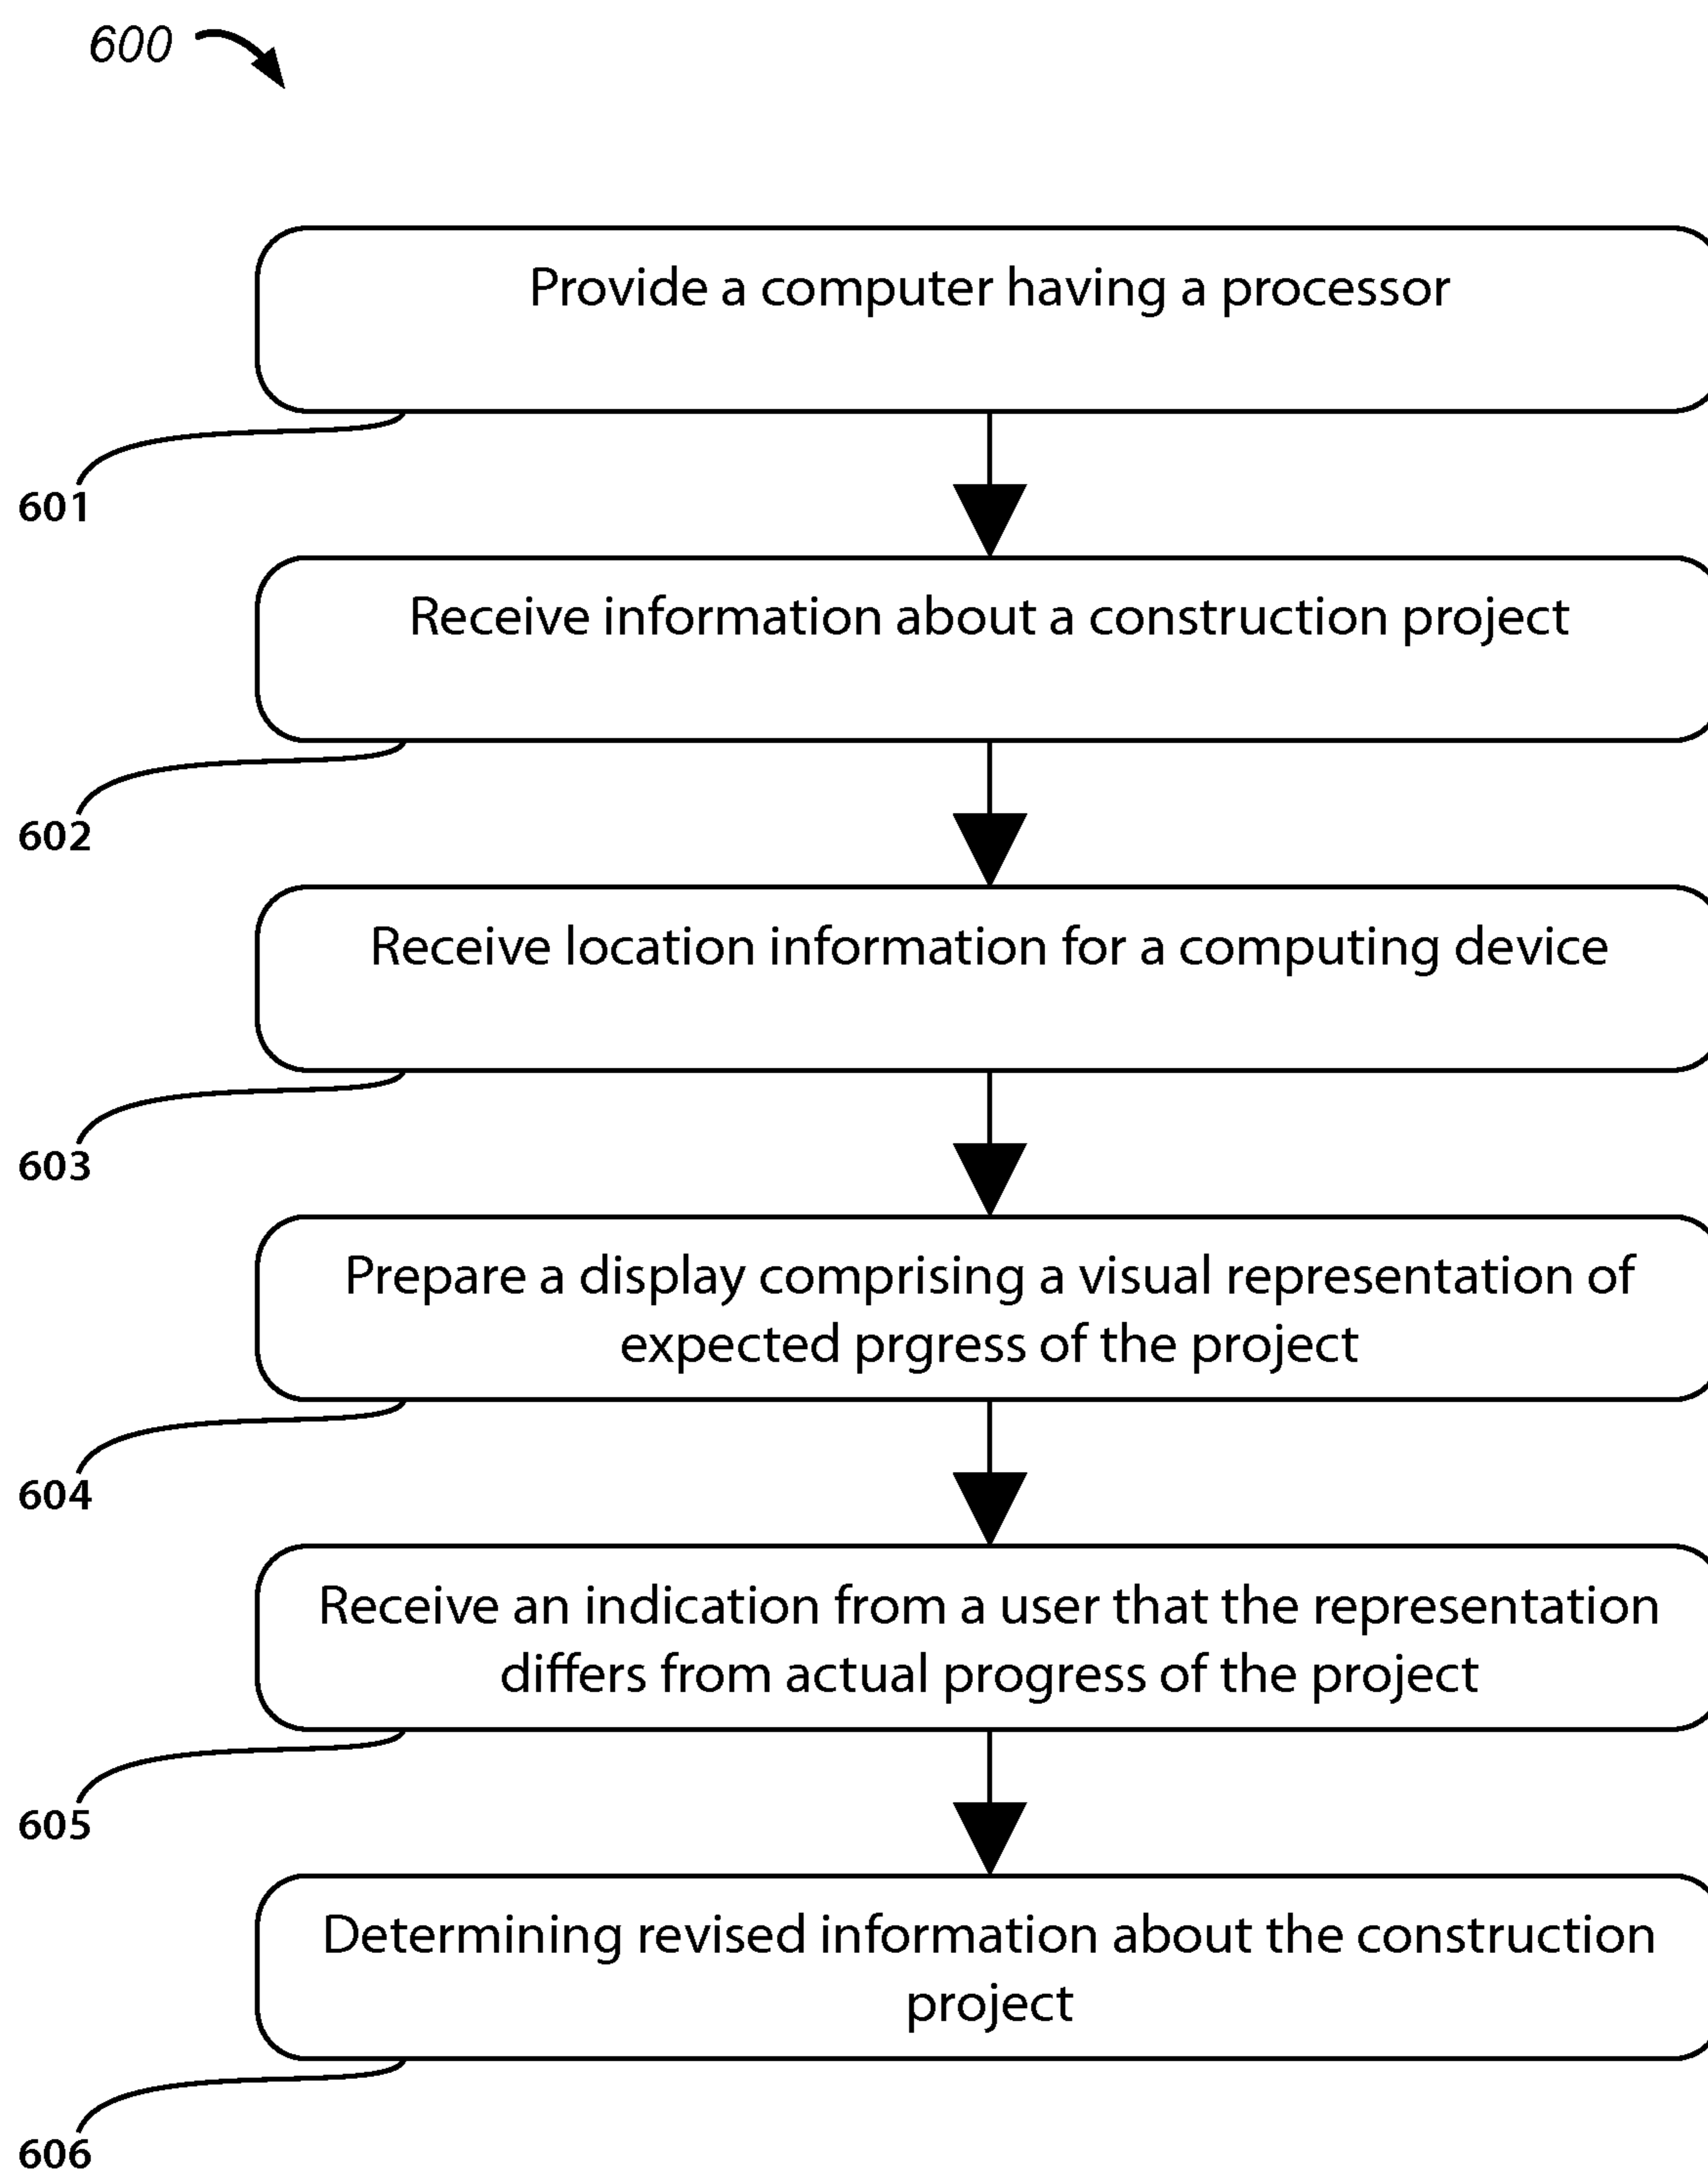 600
Provide a computer having a processor
601
Receive information about a construction project
602
Receive location information for a computing device
603
Prepare a display comprising a visual representation of
expected prgress of the project
604
Receive an indication from a user that the representation
differs from actual progress of the project
605
Determining revised information about the construction
project
606